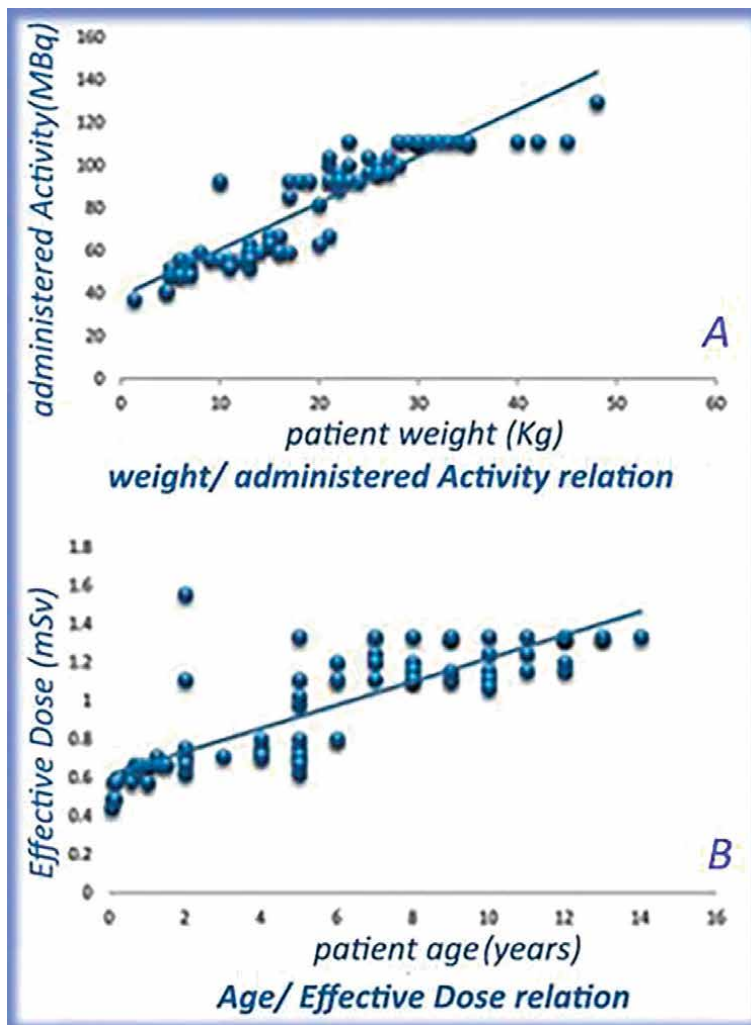 administered Activity(MBq)
160
140
120
100
80
60
40
20
0
A
0 10 20 30 40 50 60
patient weight (Kg)
weight/ administered Activity relation
Effective Dose (mSv)
1.8
1.6
1.4
1.2
1
0.8
0.6
0.4
0.2
0
B
0 2 4 6 8 10 12 14 16
patient age(years)
Age/ Effective Dose relation